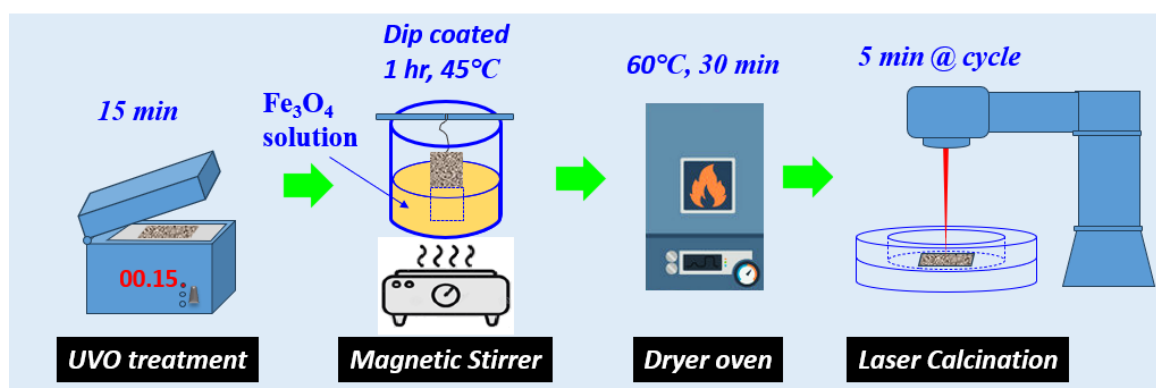 15 min
00.15
UVO treatment
Dip coated
1 hr, 45°C
Fe₃O₄
solution
Magnetic Stirrer
60°C, 30 min
Dryer oven
5 min @ cycle
Laser Calcination